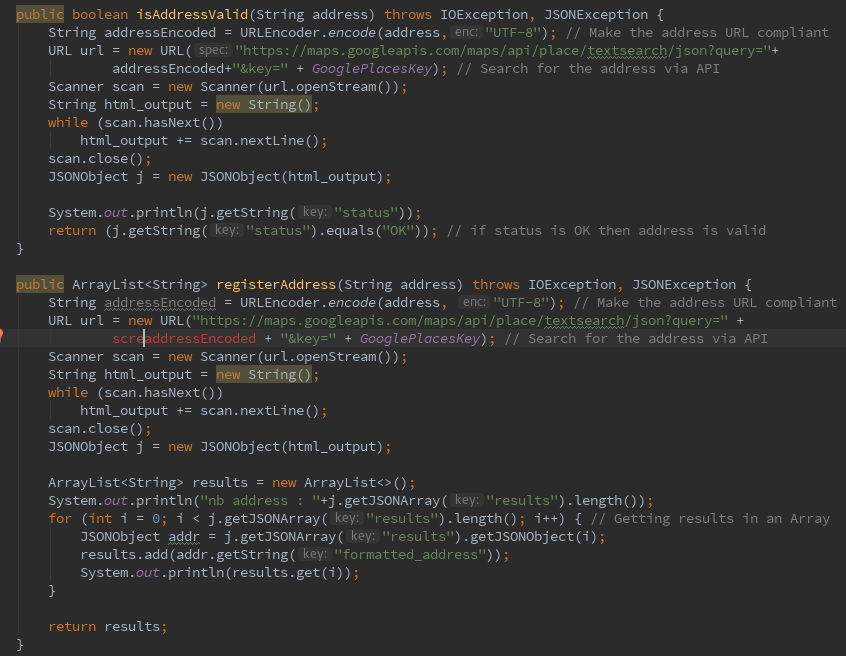 public boolean isAddressValid(String address) throws IOException, JSONException {
String addressEncoded = URLEncoder.encode(address, enc: "UTF-8"); // Make the address URL compliant
URL url = new URL( spec: "https://maps.googleapis.com/maps/api/place/textsearch/json?query="+
addressEncoded+"&key=" + GooglePlacesKey); // Search for the address via API
Scanner scan = new Scanner(url.openStream());
String html_output = new String();
while (scan.hasNext())
html_output += scan.nextLine();
scan.close();
JSONObject j = new JSONObject(html_output);
System.out.println(j.getString( key: "status"));
return (j.getString( key: "status").equals("OK")); // if status is OK then address is valid
}
public ArrayList<String> registerAddress(String address) throws IOException, JSONException {
String addressEncoded = URLEncoder.encode(address, enc: "UTF-8"); // Make the address URL compliant
URL url = new URL("https://maps.googleapis.com/maps/api/place/textsearch/json?query=" +
screaddressEncoded + "&key=" + GooglePlacesKey); // Search for the address via API
Scanner scan = new Scanner(url.openStream());
String html_output = new String();
while (scan.hasNext())
html_output += scan.nextLine();
scan.close();
JSONObject j = new JSONObject(html_output);
ArrayList<String> results = new ArrayList<>();
System.out.println("nb address : "+j.getJSONArray( key: "results").length());
for (int i = 0; i < j.getJSONArray( key: "results").length(); i++) { // Getting results in an Array
JSONObject addr = j.getJSONArray( key: "results").getJSONObject(i);
results.add(addr.getString( key: "formatted_address"));
System.out.println(results.get(i));
}
return results;
}